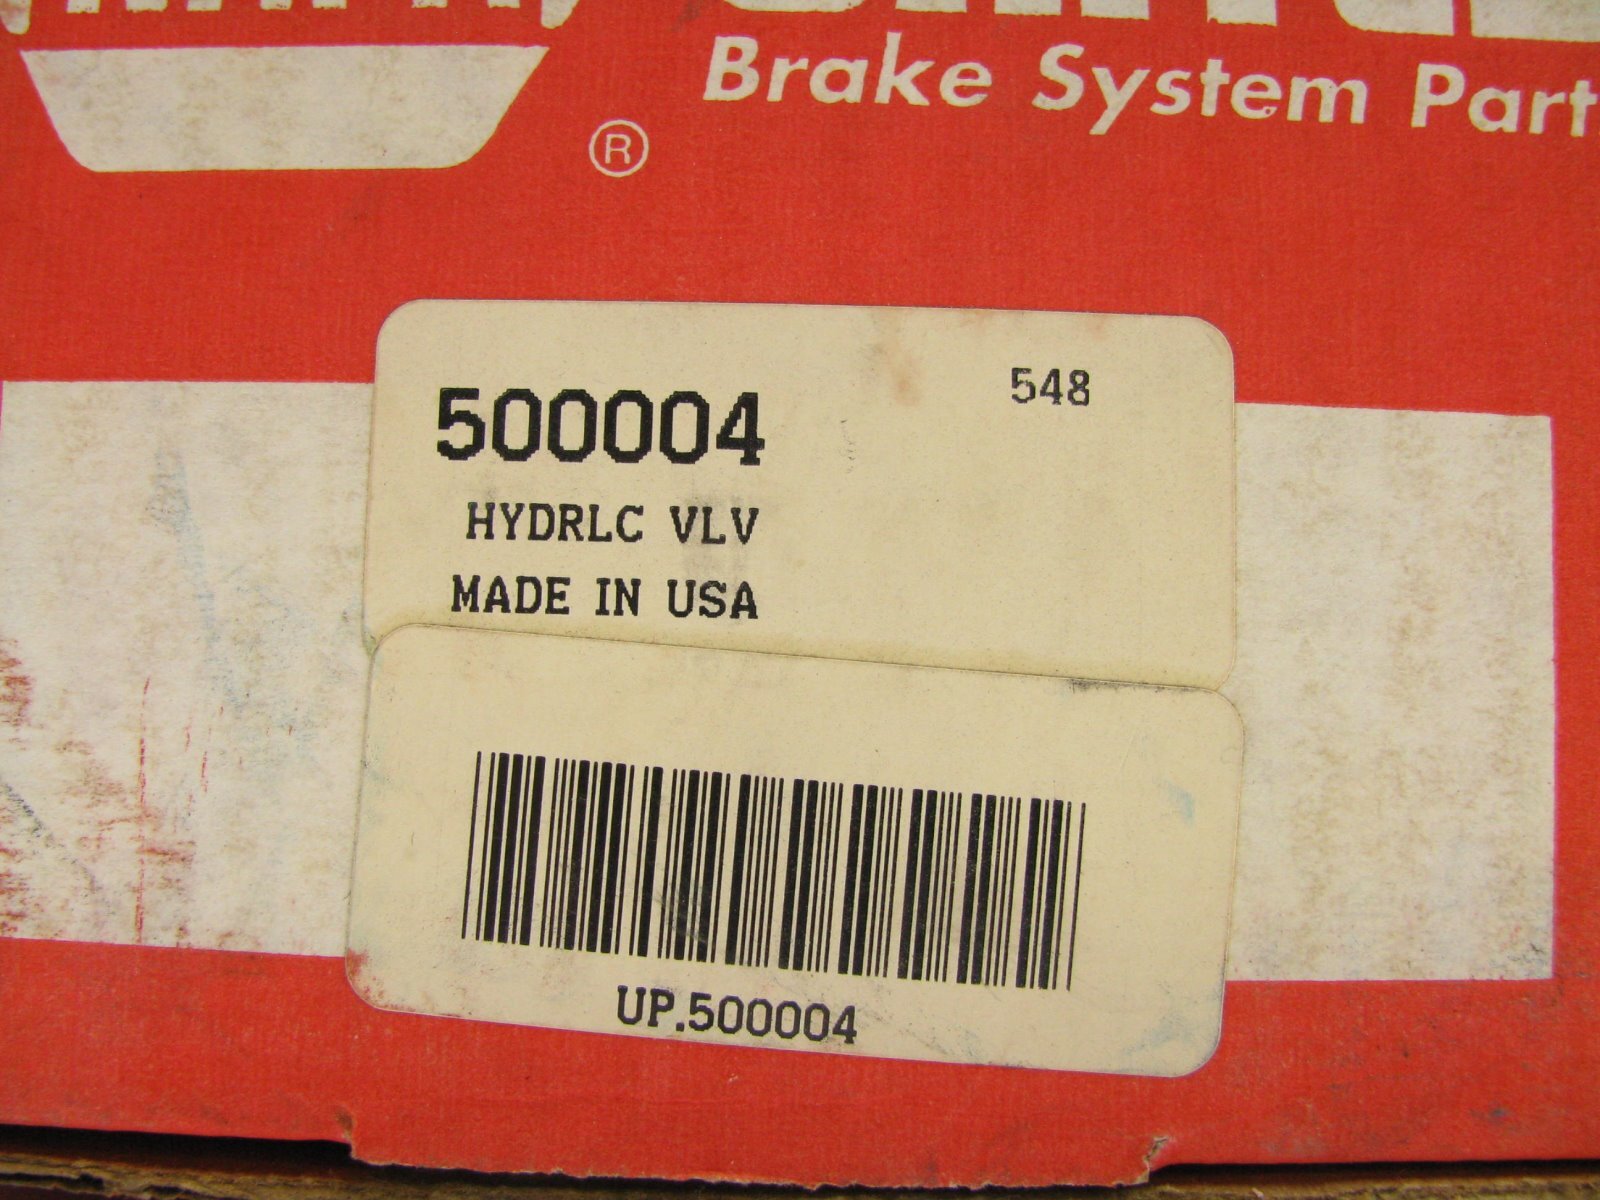 Brake System Part
®
500004
548
HYDRLC VLV
MADE IN USA
UP.500004